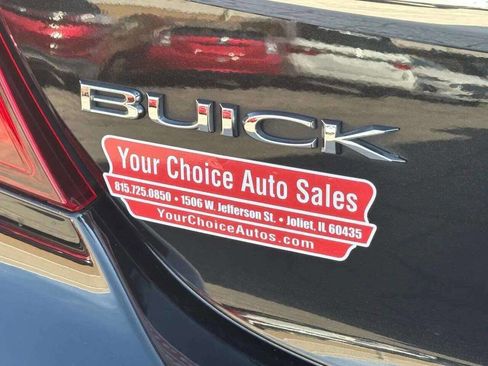 BUICK
Your Choice Auto Sales
815.725.0850 • 1506 W. Jefferson St. • Joliet, IL 60435
YourChoiceAutos.com